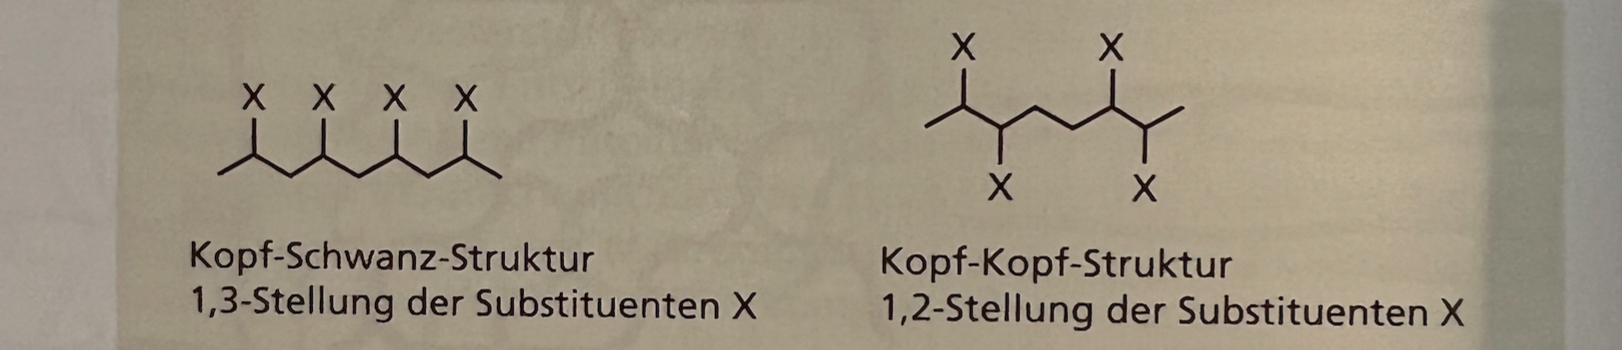 X X X X
X X
X X
Kopf-Schwanz-Struktur
1,3-Stellung der Substituenten X
Kopf-Kopf-Struktur
1,2-Stellung der Substituenten X